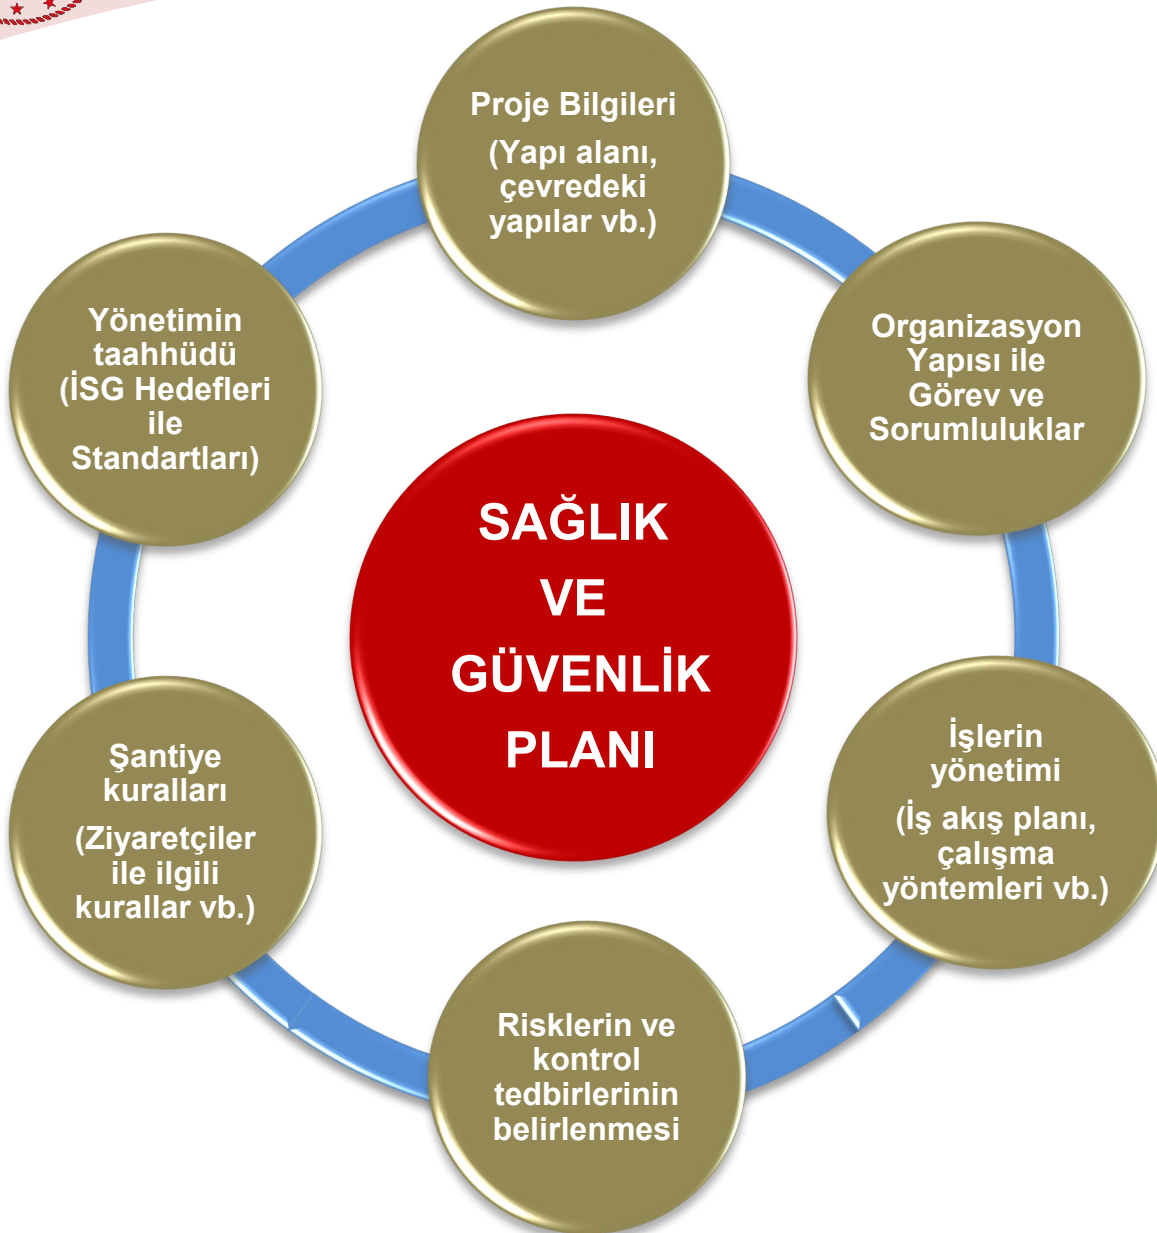 Proje Bilgileri
(Yapı alanı,
çevredeki
yapılar vb.)
Organizasyon
Yapısı ile
Görev ve
Sorumluluklar
İşlerin
yönetimi
(İş akış planı,
çalışma
yöntemleri vb.)
Risklerin ve
kontrol
tedbirlerinin
belirlenmesi
Şantiye
kuralları
(Ziyaretçiler
ile ilgili
kurallar vb.)
Yönetimin
taahhüdü
(İSG Hedefleri
ile
Standartları)
SAĞLIK
VE
GÜVENLİK
PLANI